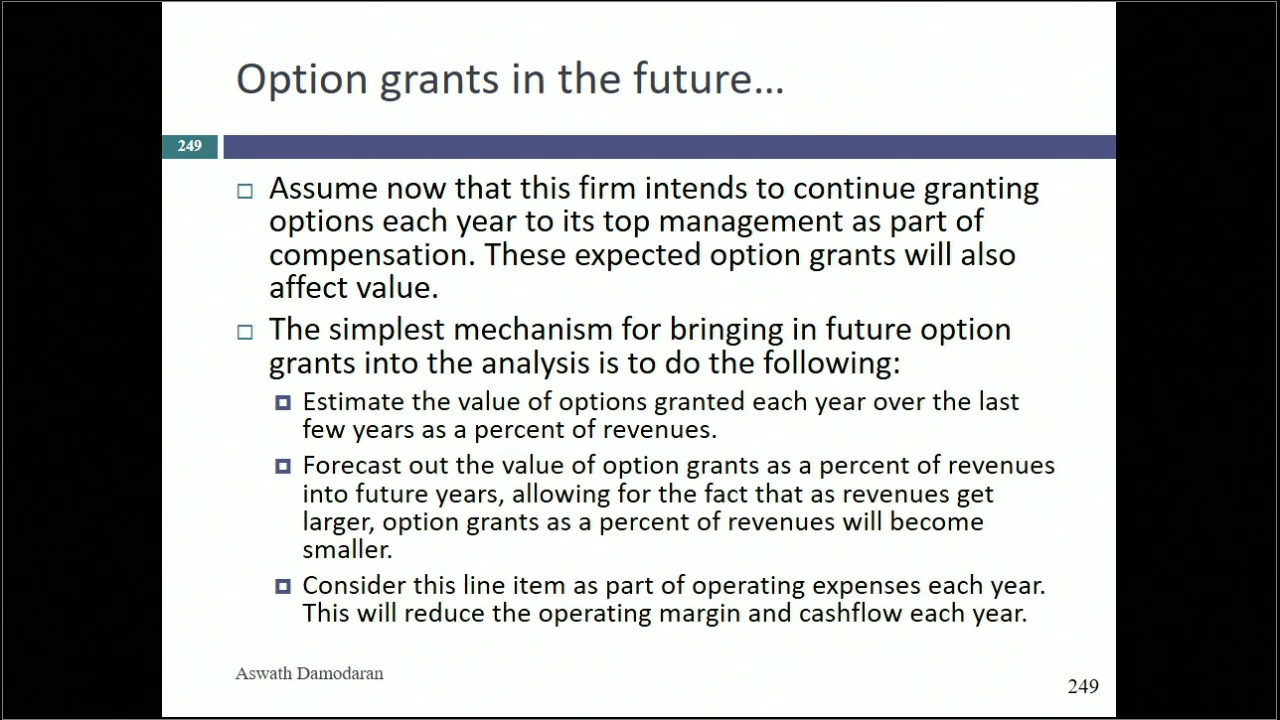 Option grants in the future...
249
Assume now that this firm intends to continue granting
options each year to its top management as part of
compensation. These expected option grants will also
affect value.
The simplest mechanism for bringing in future option
grants into the analysis is to do the following:
Estimate the value of options granted each year over the last
few years as a percent of revenues.
Forecast out the value of option grants as a percent of revenues
into future years, allowing for the fact that as revenues get
larger, option grants as a percent of revenues will become
smaller.
Consider this line item as part of operating expenses each year.
This will reduce the operating margin and cashflow each year.
Aswath Damodaran
249